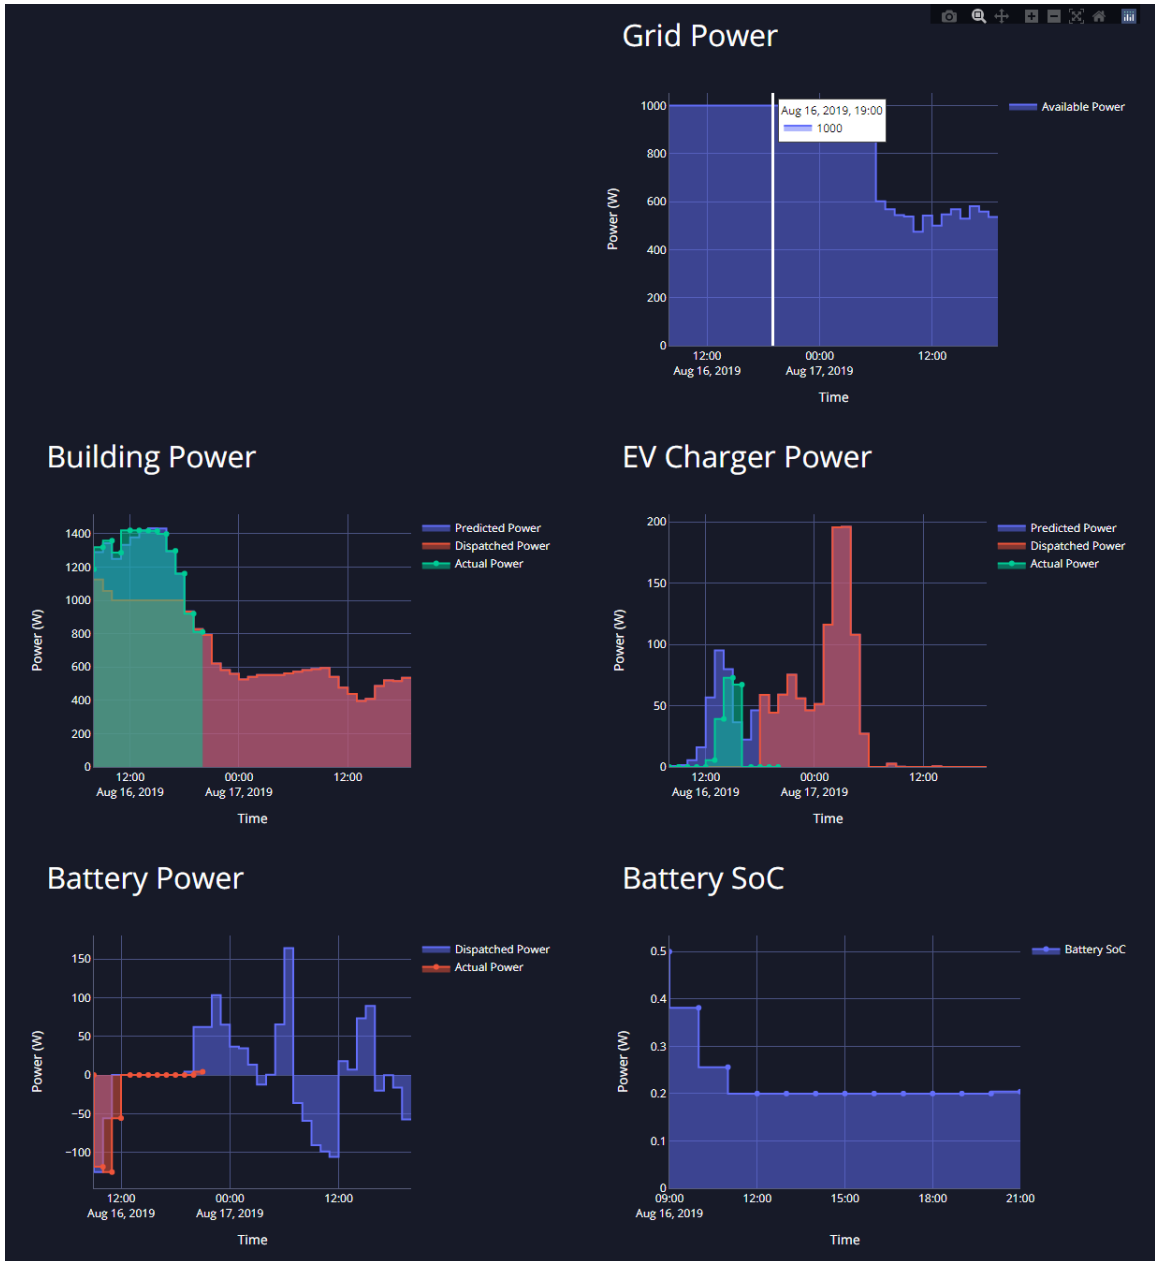 Grid Power
1000
800
600
400
200
0
Power (W)
Aug 16, 2019, 19:00
1000
Available Power
12:00
Aug 16, 2019
00:00
Aug 17, 2019
12:00
Time
Building Power
1400
1200
1000
800
600
400
200
0
Power (W)
Predicted Power
Dispatched Power
Actual Power
12:00
Aug 16, 2019
00:00
Aug 17, 2019
12:00
Time
EV Charger Power
200
150
100
50
0
Power (W)
Predicted Power
Dispatched Power
Actual Power
12:00
Aug 16, 2019
00:00
Aug 17, 2019
12:00
Time
Battery Power
150
100
50
0
−50
−100
Power (W)
Dispatched Power
Actual Power
12:00
Aug 16, 2019
00:00
Aug 17, 2019
12:00
Time
Battery SoC
0.5
0.4
0.3
0.2
0.1
0
Power (W)
Battery SoC
09:00
Aug 16, 2019
12:00
15:00
18:00
21:00
Time